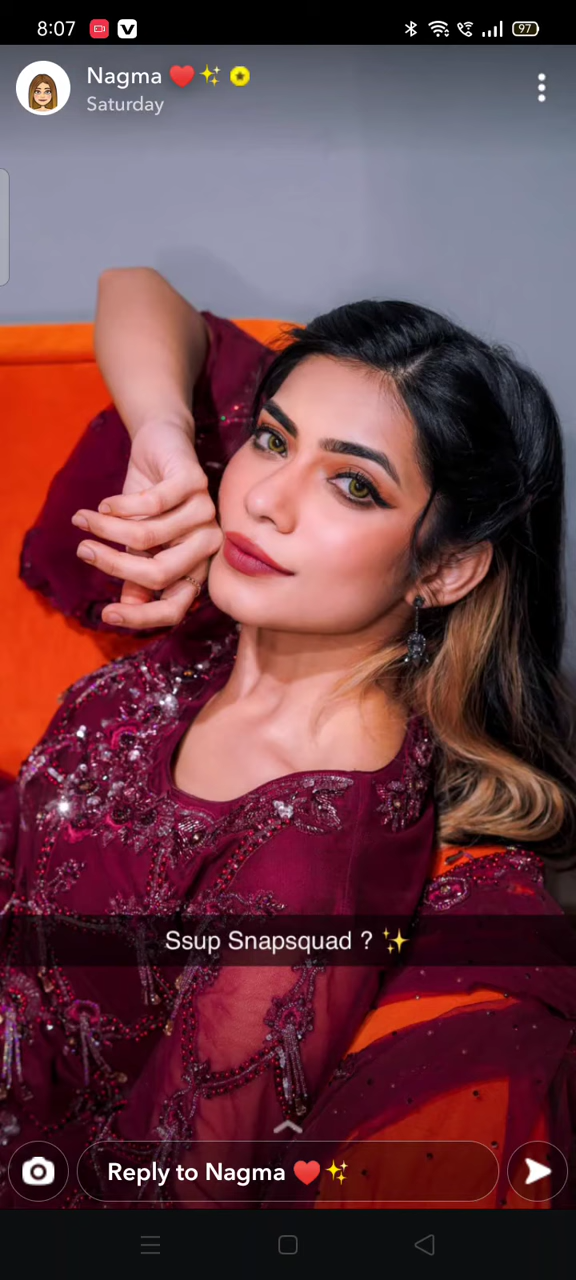 8:07
97
Nagma ❤️✨
Saturday
Ssup Snapsquad ? ✨
Reply to Nagma ❤️✨